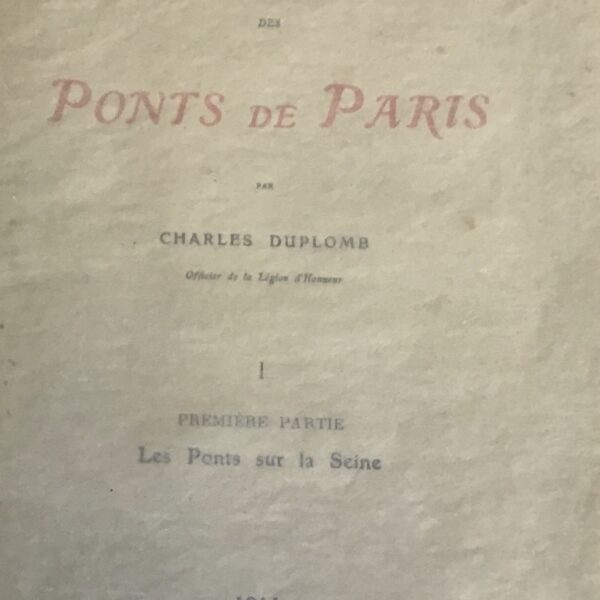 DES
PONTS DE PARIS
PAR
CHARLES DUPLOMB
Officier de la Légion d'Honneur
I
PREMIÈRE PARTIE
Les Ponts sur la Seine